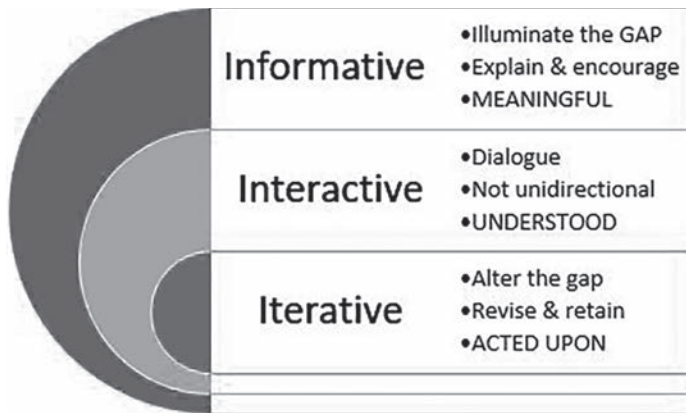 Informative
•Illuminate the GAP
•Explain & encourage
•MEANINGFUL
Interactive
•Dialogue
•Not unidirectional
•UNDERSTOOD
Iterative
•Alter the gap
•Revise & retain
•ACTED UPON